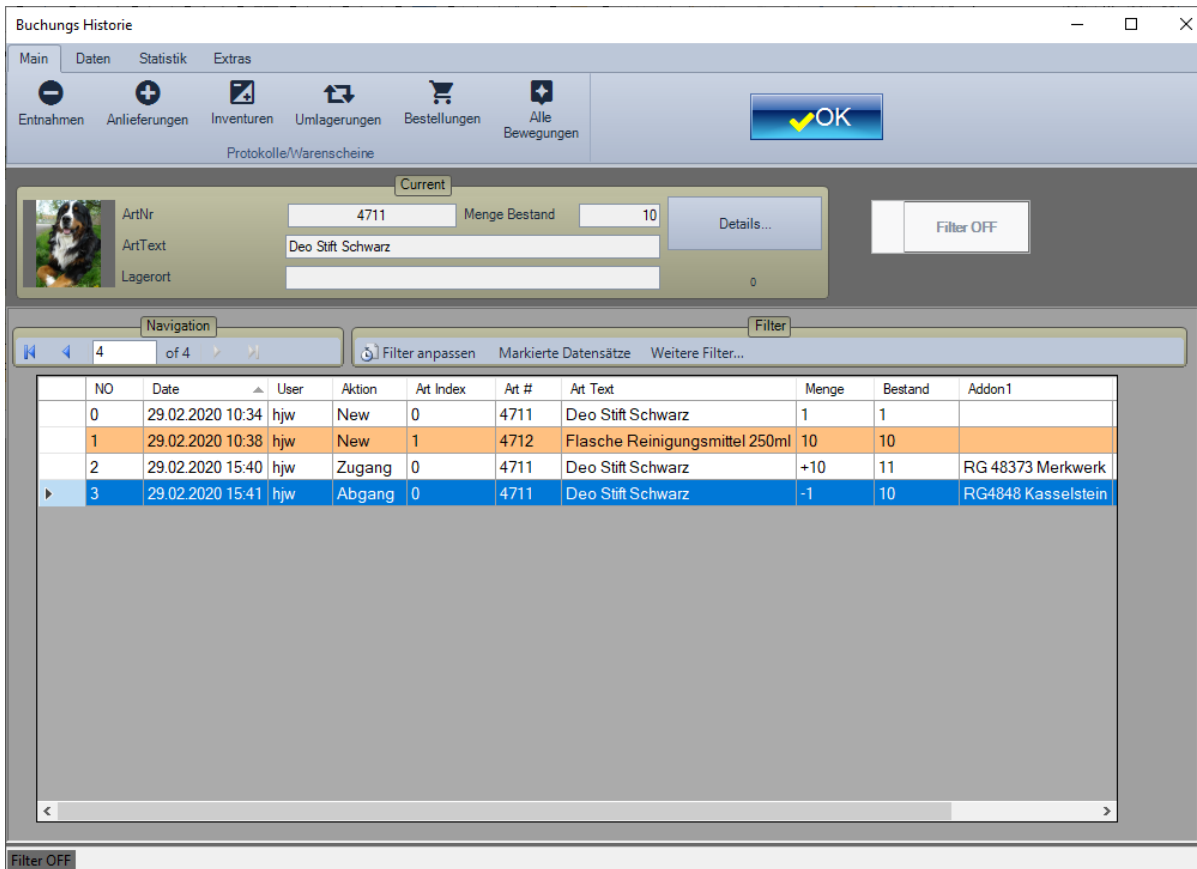 Buchungs Historie
Main Daten Statistik Extras
Entnahmen Anlieferungen Inventuren Umlagerungen Bestellungen Alle Bewegungen
Protokolle/Warenscheine
OK
Current
ArtNr 4711 Menge Bestand 10 Details...
Filter OFF
ArtText Deo Stift Schwarz
Lagerort
0
Navigation
Filter
4 of 4 Filter anpassen Markierte Datensätze Weitere Filter...
NO Date User Aktion Art Index Art # Art Text Menge Bestand Addon1
0 29.02.2020 10:34 hjw New 0 4711 Deo Stift Schwarz 1 1
1 29.02.2020 10:38 hjw New 1 4712 Flasche Reinigungsmittel 250ml 10 10
2 29.02.2020 15:40 hjw Zugang 0 4711 Deo Stift Schwarz +10 11 RG 48373 Merkwerk
3 29.02.2020 15:41 hjw Abgang 0 4711 Deo Stift Schwarz -1 10 RG4848 Kasselstein
Filter OFF